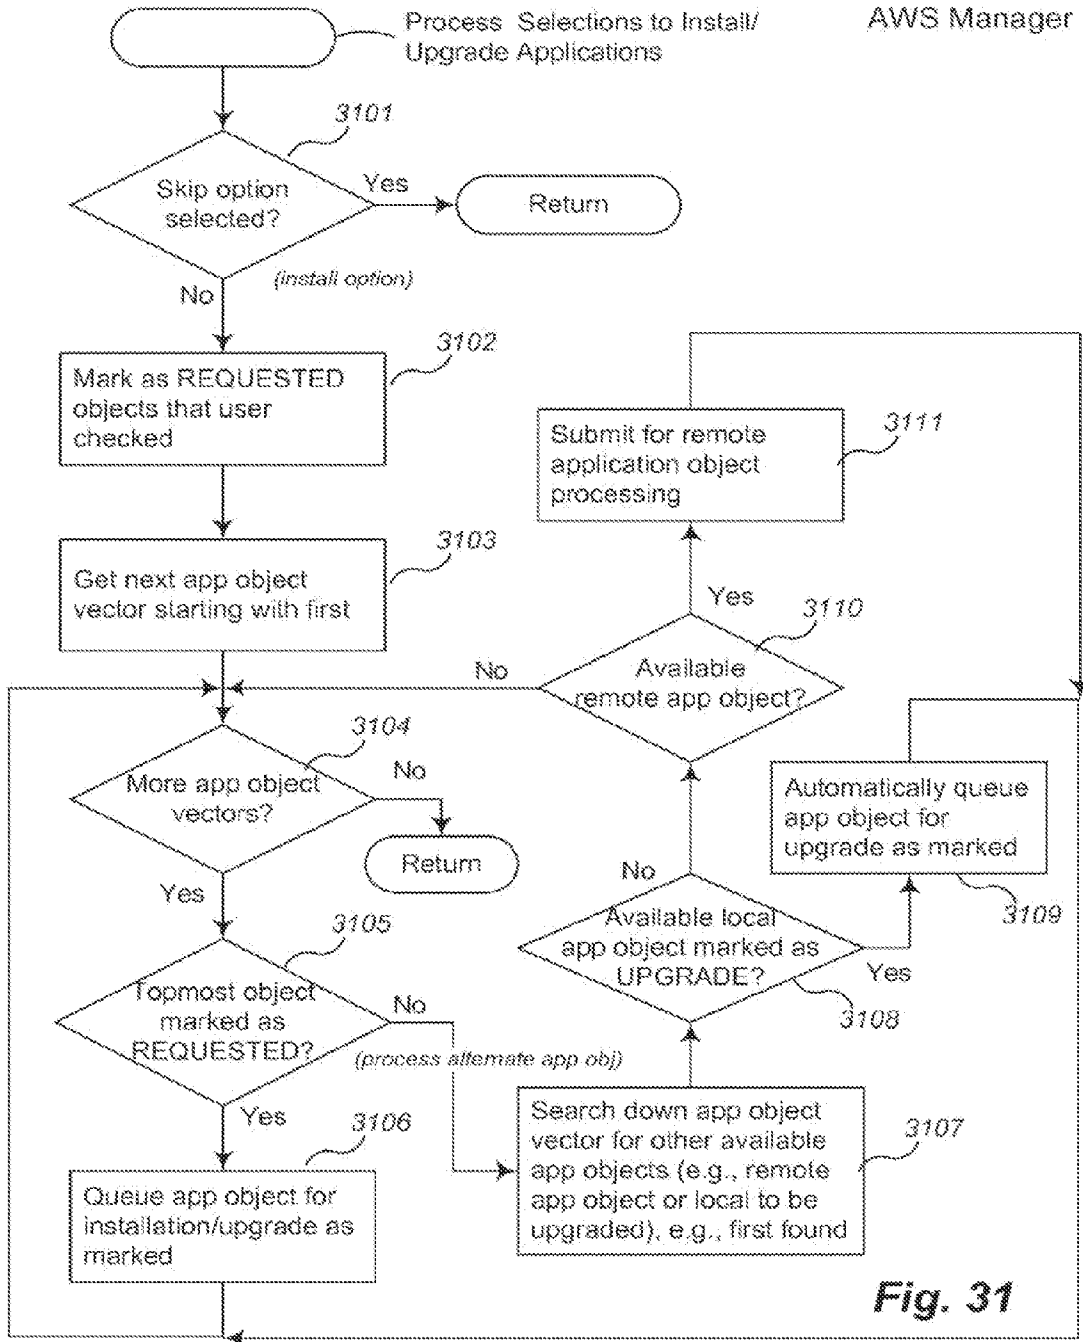 Process Selections to Install/
Upgrade Applications
AWS Manager
3101
Skip option
selected?
Yes
Return
No
(install option)
3102
Mark as REQUESTED
objects that user
checked
3103
Get next app object
vector starting with first
3104
More app object
vectors?
No
Return
Yes
3105
Topmost object
marked as
REQUESTED?
No
(process alternate app obj)
Yes
3106
Queue app object for
installation/upgrade as
marked
3107
Search down app object
vector for other available
app objects (e.g., remote
app object or local to be
upgraded), e.g., first found
3108
Available local
app object marked as
UPGRADE?
Yes
No
3109
Automatically queue
app object for
upgrade as marked
3110
Available
remote app object?
No
Yes
3111
Submit for remote
application object
processing
Fig. 31